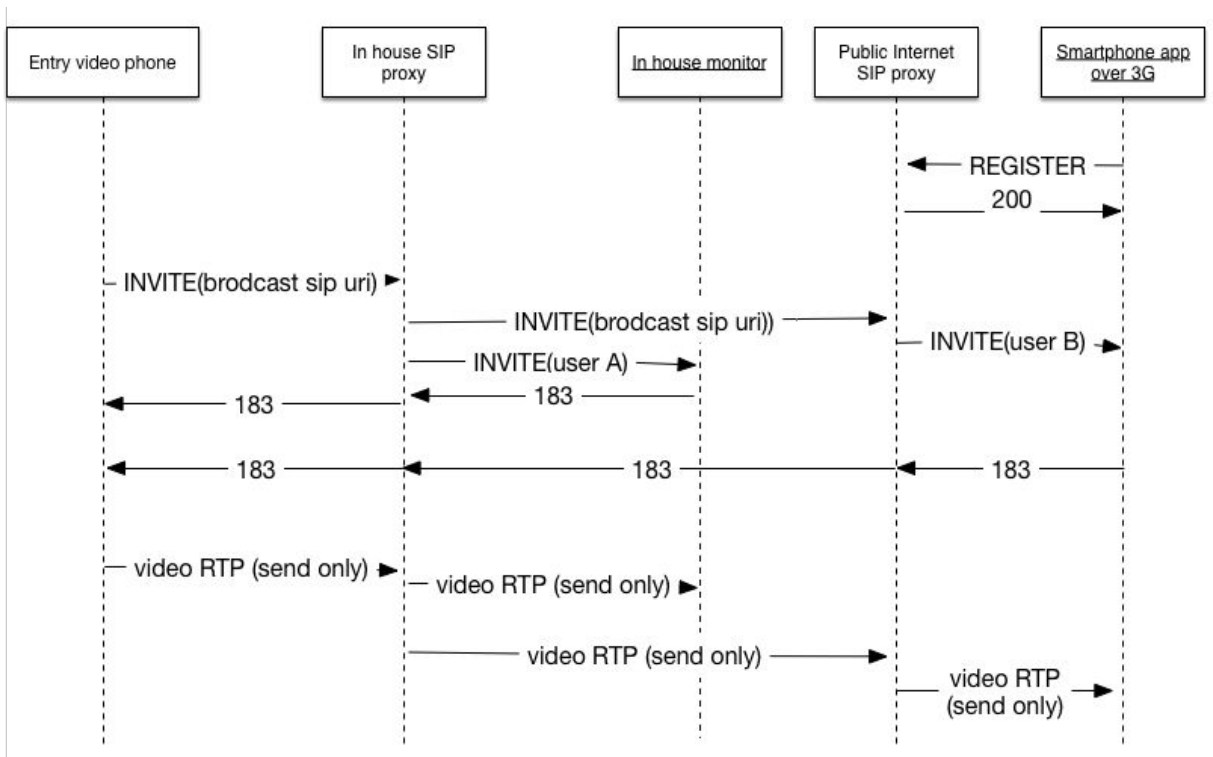 Entry video phone
In house SIP
proxy
In house monitor
Public Internet
SIP proxy
Smartphone app
over 3G
REGISTER
200
INVITE(brodcast sip uri)
INVITE(brodcast sip uri))
INVITE(user B)
INVITE(user A)
183
183
183
183
183
video RTP (send only)
video RTP (send only)
video RTP (send only)
video RTP
(send only)